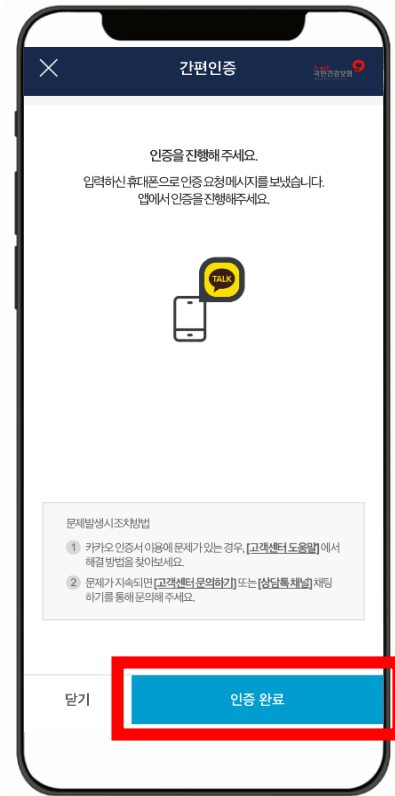 간편인증
국민건강보험
인증을 진행해 주세요.
입력하신 휴대폰으로 인증 요청 메시지를 보냈습니다.
앱에서 인증을 진행해주세요.
TALK
문제발생시 조치방법
1 카카오 인증서 이용에 문제가 있는 경우, [고객센터 도움말]에서
해결 방법을 찾아보세요.
2 문제가 지속되면 [고객센터 문의하기] 또는 [상담톡 채널] 채팅
하기를 통해 문의해 주세요.
닫기
인증 완료